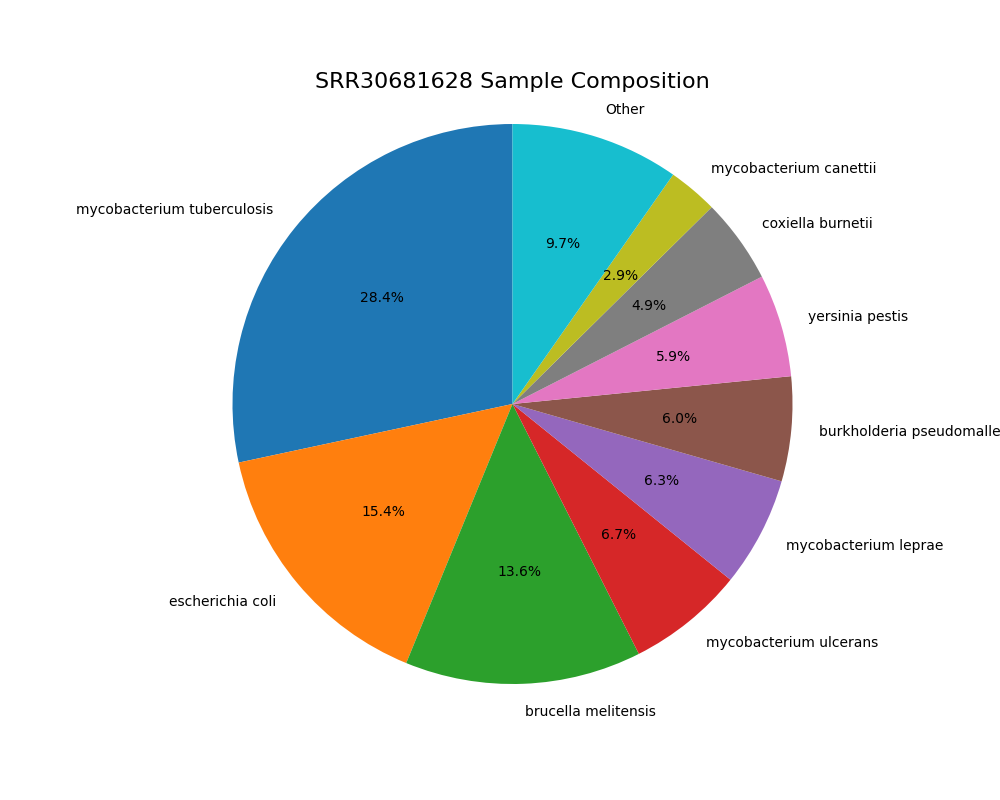 SRR30681628 Sample Composition
Other
9.7%
mycobacterium canettii
2.9%
coxiella burnetii
4.9%
yersinia pestis
5.9%
burkholderia pseudomalle
6.0%
mycobacterium leprae
6.3%
mycobacterium ulcerans
6.7%
brucella melitensis
13.6%
escherichia coli
15.4%
mycobacterium tuberculosis
28.4%